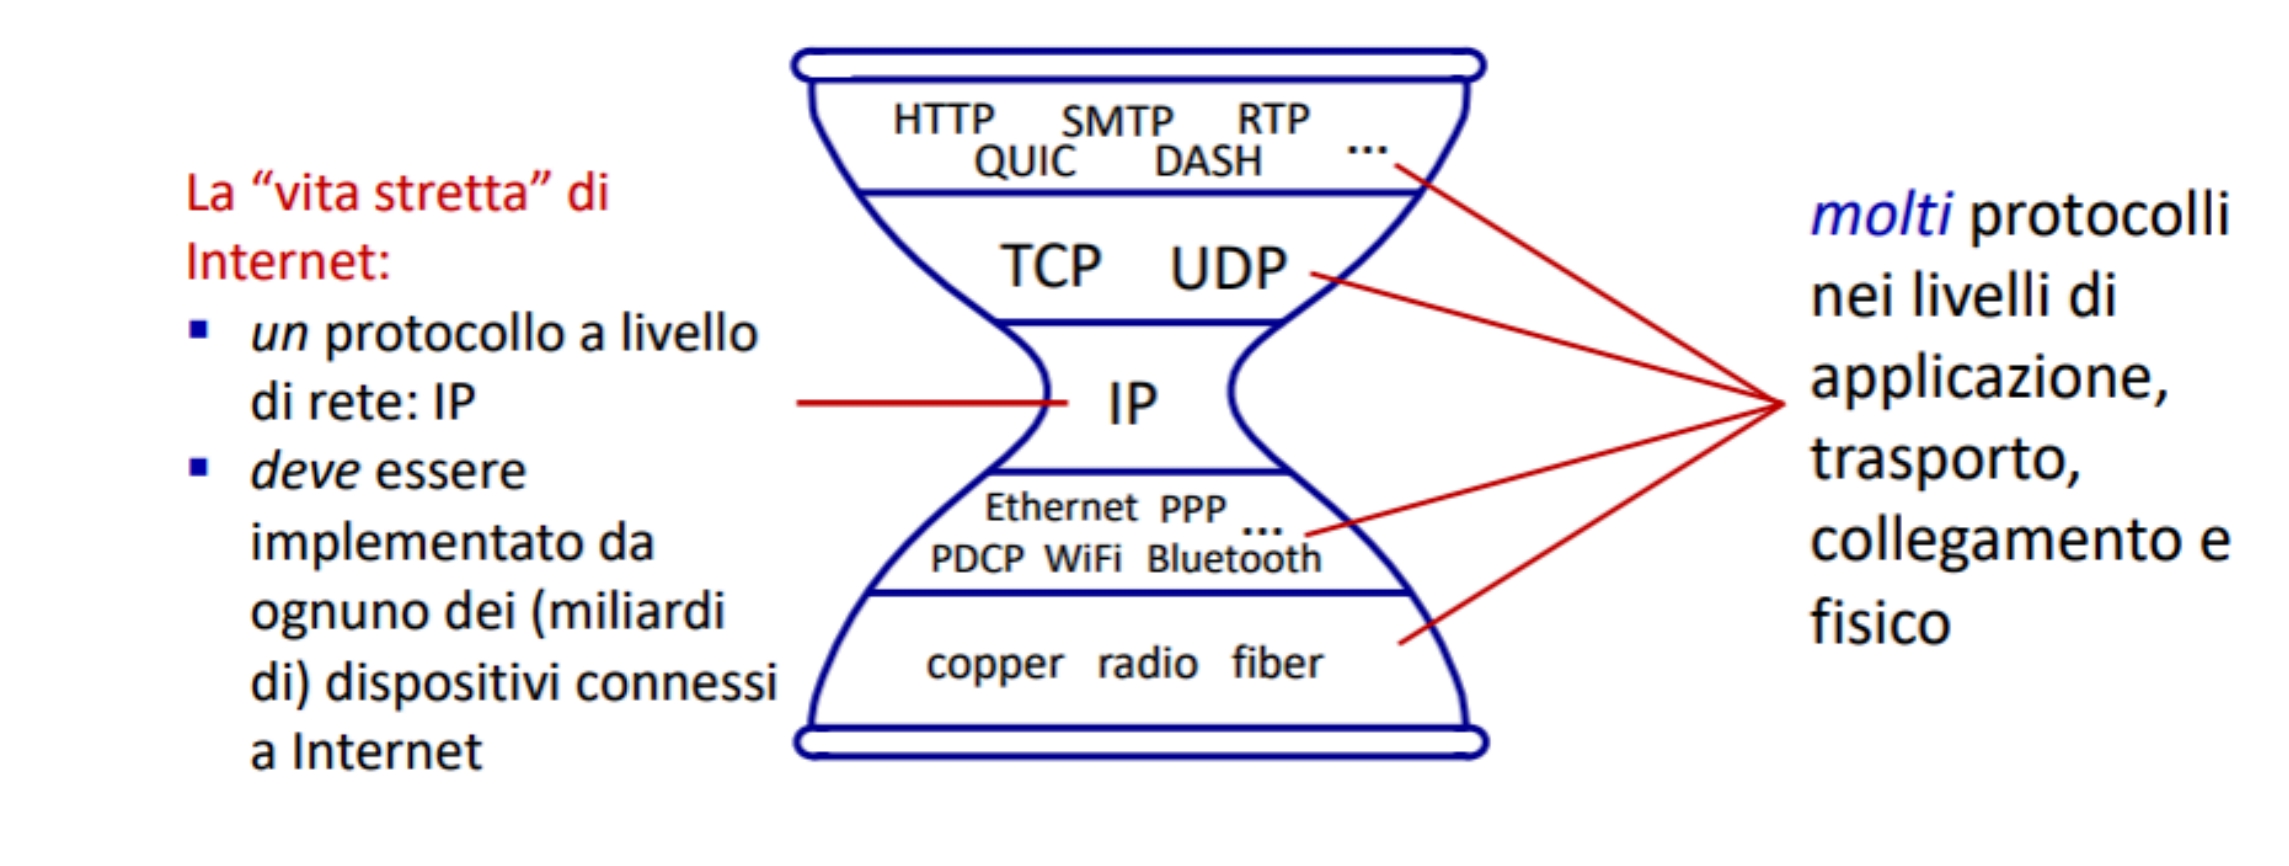 La “vita stretta” di
Internet:
▪ un protocollo a livello
di rete: IP
▪ deve essere
implementato da
ognuno dei (miliardi
di) dispositivi connessi
a Internet
HTTP SMTP RTP
QUIC DASH ...
TCP UDP
IP
Ethernet PPP ...
PDCP WiFi Bluetooth
copper radio fiber
molti protocolli
nei livelli di
applicazione,
trasporto,
collegamento e
fisico